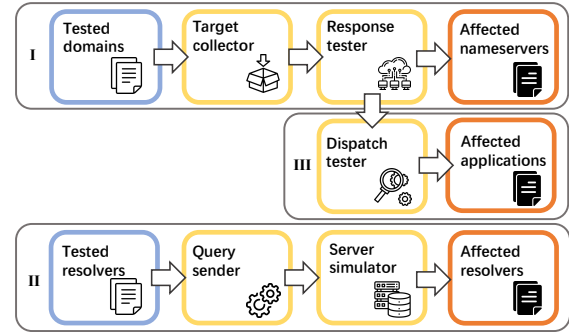 I
Tested
domains
Target
collector
Response
tester
Affected
nameservers
III
Dispatch
tester
Affected
applications
II
Tested
resolvers
Query
sender
Server
simulator
Affected
resolvers